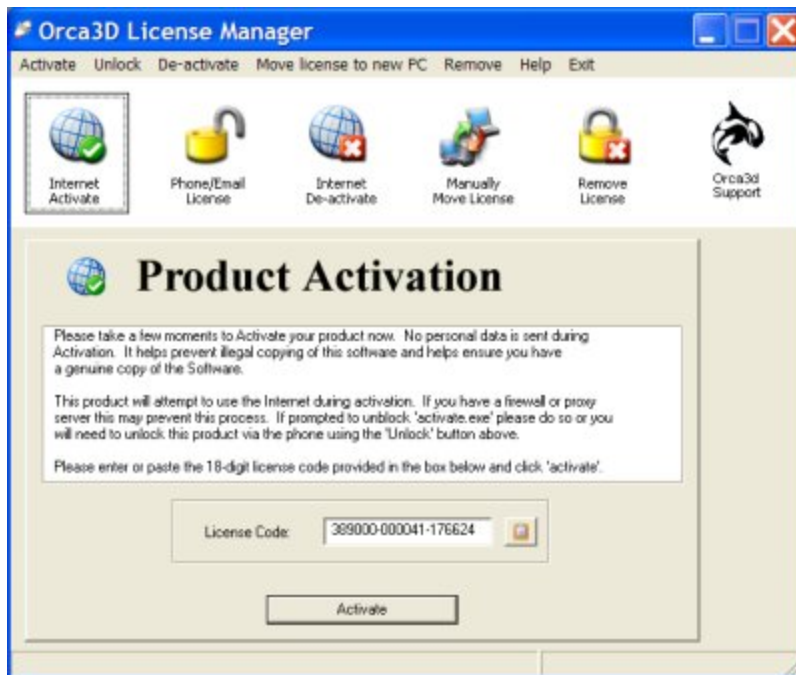 Orca3D License Manager
Activate Unlock De-activate Move license to new PC Remove Help Exit
Internet
Activate
Phone/Email
License
Internet
De-activate
Manually
Move License
Remove
License
Orca3d
Support
Product Activation
Please take a few moments to Activate your product now. No personal data is sent during
Activation. It helps prevent illegal copying of this software and helps ensure you have
a genuine copy of the Software.
This product will attempt to use the Internet during activation. If you have a firewall or proxy
server this may prevent this process. If prompted to unblock 'activate.exe' please do so or you
will need to unlock this product via the phone using the 'Unlock' button above.
Please enter or paste the 18-digit license code provided in the box below and click 'activate'.
License Code: 389000-000041-176624
Activate